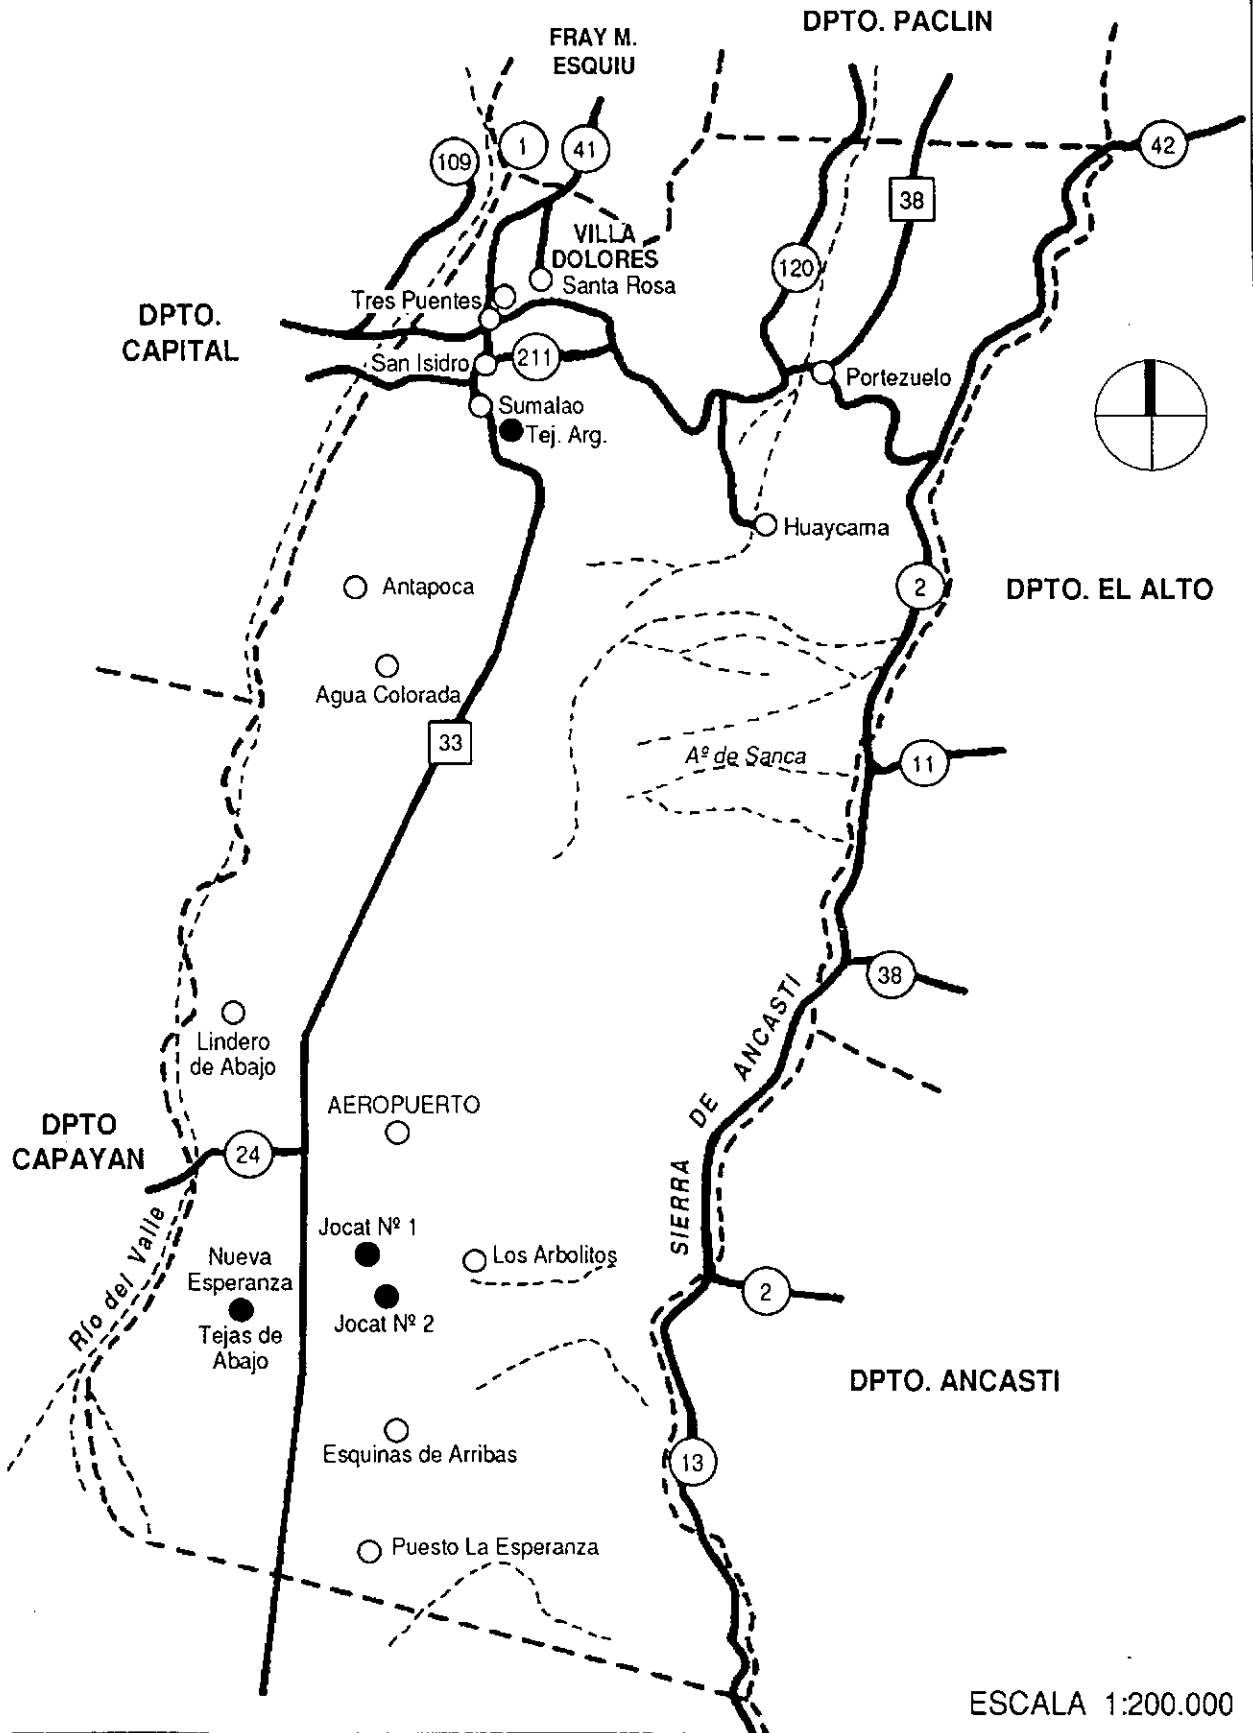 DPTO. PACLIN
FRAY M.
ESQUIU
1
41
42
109
38
VILLA
DOLORES
120
Santa Rosa
Tres Puentes
DPTO.
CAPITAL
San Isidro
211
Portezuelo
Sumalao
Tej. Arg.
Huaycama
Antapoca
2
DPTO. EL ALTO
Agua Colorada
33
Aº de Sanca
11
38
SIERRA DE ANCASTI
Lindero
de Abajo
AEROPUERTO
DPTO
CAPAYAN
24
Jocat Nº 1
Río del Valle
Nueva
Esperanza
Los Arbolitos
2
Jocat Nº 2
Tejas de
Abajo
DPTO. ANCASTI
Esquinas de Arribas
13
Puesto La Esperanza
ESCALA 1:200.000